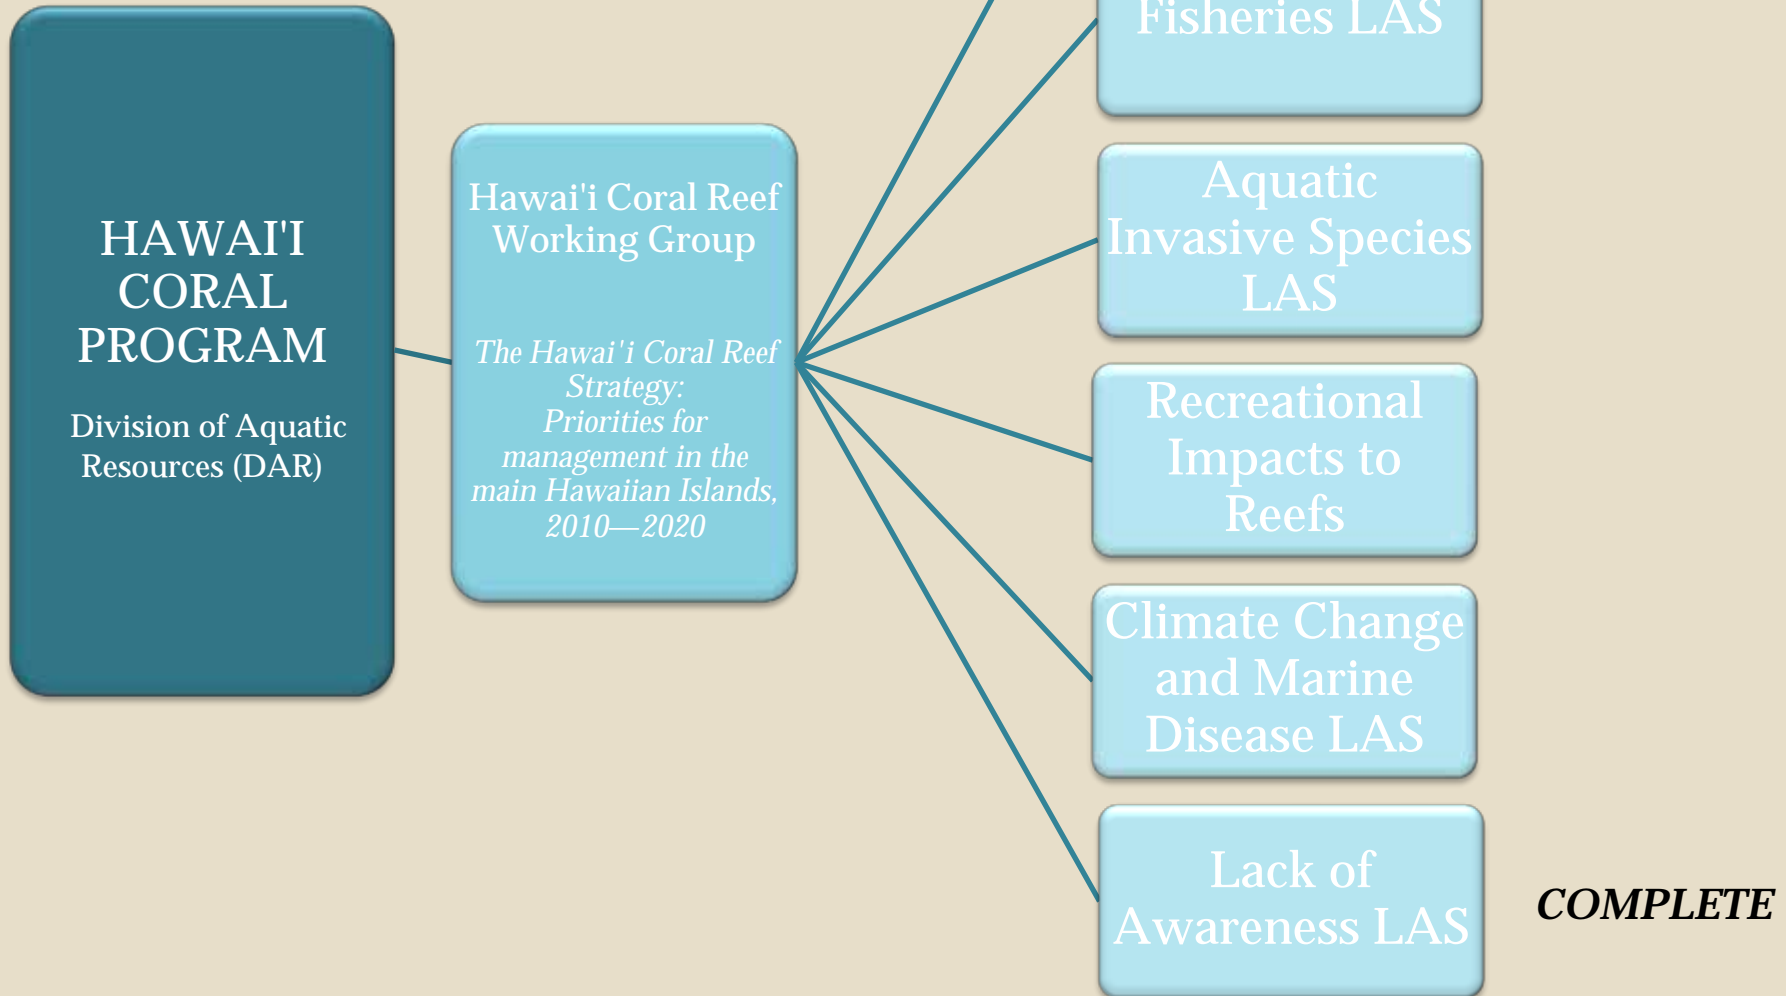 HAWAI'I
CORAL
PROGRAM
Division of Aquatic
Resources (DAR)
Hawai'i Coral Reef
Working Group
The Hawai'i Coral Reef
Strategy:
Priorities for
management in the
main Hawaiian Islands,
2010—2020
Fisheries LAS
Aquatic
Invasive Species
LAS
Recreational
Impacts to
Reefs
Climate Change
and Marine
Disease LAS
Lack of
Awareness LAS
COMPLETE